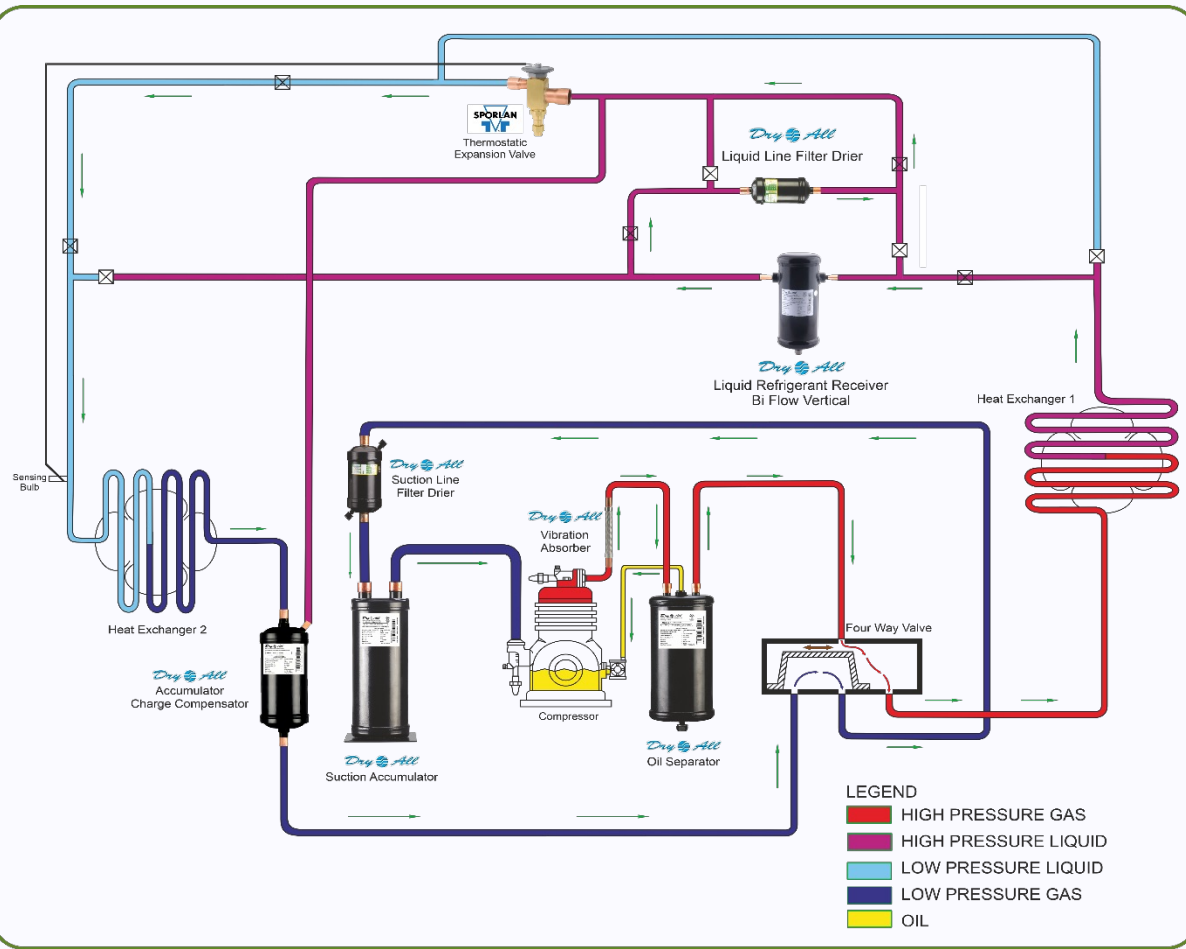 SPORLAN
Thermostatic
Expansion Valve
Dry All
Liquid Line Filter Drier
Dry All
Liquid Refrigerant Receiver
Bi Flow Vertical
Heat Exchanger 1
Sensing
Bulb
Dry All
Suction Line
Filter Drier
Dry All
Vibration
Absorber
Heat Exchanger 2
Four Way Valve
Dry All
Accumulator
Charge Compensator
Compressor
Dry All
Suction Accumulator
Dry All
Oil Separator
LEGEND
HIGH PRESSURE GAS
HIGH PRESSURE LIQUID
LOW PRESSURE LIQUID
LOW PRESSURE GAS
OIL